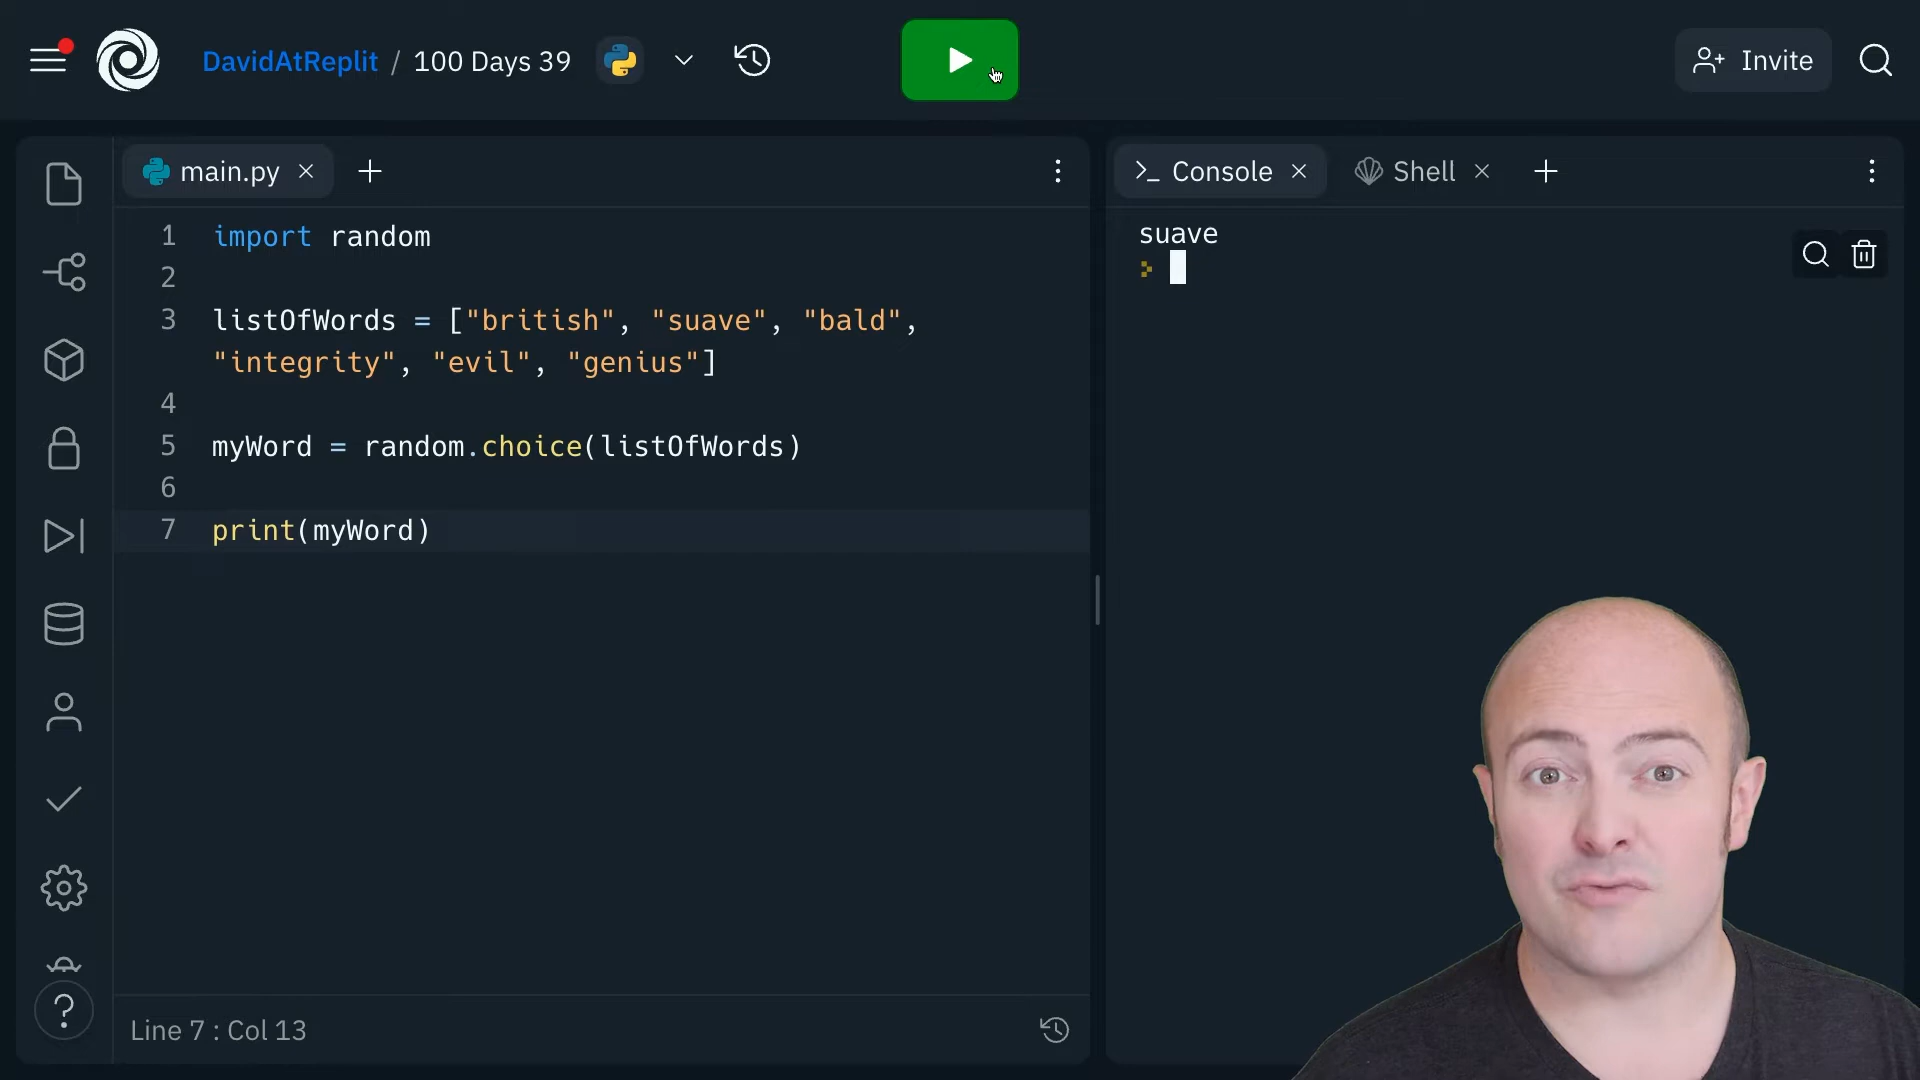 DavidAtReplit / 100 Days 39
Invite
main.py
Console
Shell
1 import random
2
3 listOfWords = ["british", "suave", "bald",
"integrity", "evil", "genius"]
4
5 myWord = random.choice(listOfWords)
6
7 print(myWord)
Line 7 : Col 13
suave